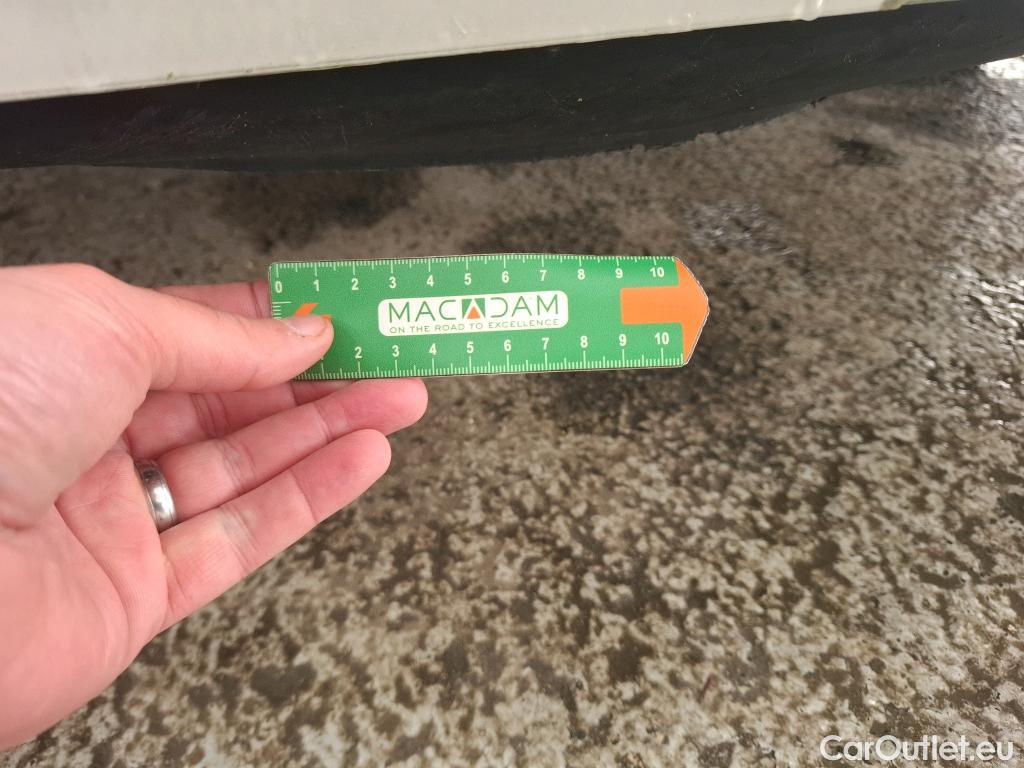 0 1 2 3 4 5 6 7 8 9 10
MACADAM
ON THE ROAD TO EXCELLENCE
2 3 4 5 6 7 8 9 10
CarOutlet.eu